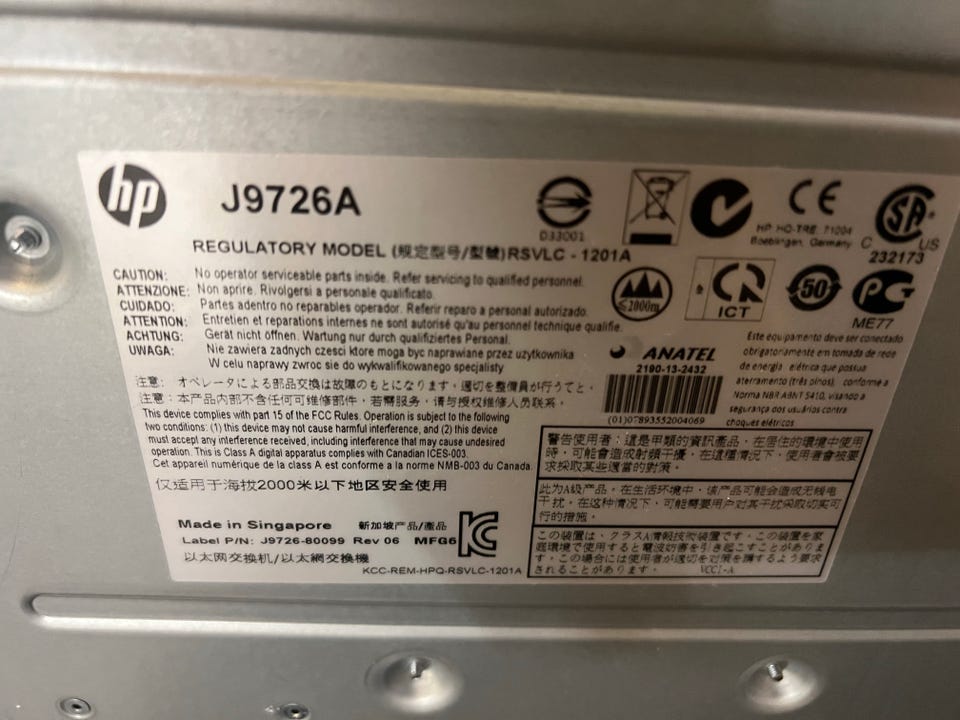 hp
J9726A
REGULATORY MODEL (规定型号/型號)RSVLC - 1201A
D33001
HP, HQ-TRE, 71004
Boeblingen, Germany
CE
SA
C US
232173
CAUTION: No operator serviceable parts inside. Refer servicing to qualified personnel.
ATTENZIONE: Non aprire. Rivolgersi a personale qualificato.
CUIDADO: Partes adentro no reparables operador. Referir reparo a personal autorizado.
ATTENTION: Entretien et reparations internes ne sont autorisé qu'au personnel technique qualifie.
ACHTUNG: Gerät nicht öffnen. Wartung nur durch qualifiziertes Personal.
UWAGA: Nie zawiera zadnych czesci ktore moga byc naprawiane przez użytkownika
W celu naprawy zwroc sie do wykwalifikowanego specjalisty
≤2000m
ICT
50
ME77
注意: オペレータによる部品交換は故障のもとになります。適切を整備員が行うてと。
注意: 本产品内部不含任何可维修部件，若需服务，请与授权维修人员联系。
This device complies with part 15 of the FCC Rules. Operation is subject to the following
two conditions: (1) this device may not cause harmful interference, and (2) this device
must accept any interference received, including interference that may cause undesired
operation. This is Class A digital apparatus complies with Canadian ICES-003.
Cet appareil numérique de la class A est conforme a la norme NMB-003 du Canada.
仅适用于海拔2000米以下地区安全使用
Made in Singapore 新加坡产品/產品
Label P/N: J9726-80099 Rev 06 MFG6
以太网交换机/以太網交換機
KCC-REM-HPQ-RSVLC-1201A
ANATEL
2190-13-2432
(01)07893552004069
Este equipamento deve ser conectado
obrigatoriamente em tomada de rede
de energia elétrica que possua
aterramento (três pinos), conforme a
Norma NBR ABNT 5410, visando a
segurança dos usuários contra
choques elétricos.
警告使用者：這是甲類的資訊產品，在居住的環境中使用
時，可能會造成射頻干擾，在這種情況下，使用者會被要
求採取某些適當的對策。
此为A级产品，在生活环境中，该产品可能会造成无线电
干扰。在这种情况下，可能需要用户对其干扰采取切实可
行的措施。
この装置は、クラスA情報技術装置です。この装置を家
庭環境で使用すると電波妨害を引き起こすことがありま
す。この場合には使用者が適切を対策を講するよう要求
されることがあります。 VCCI-A